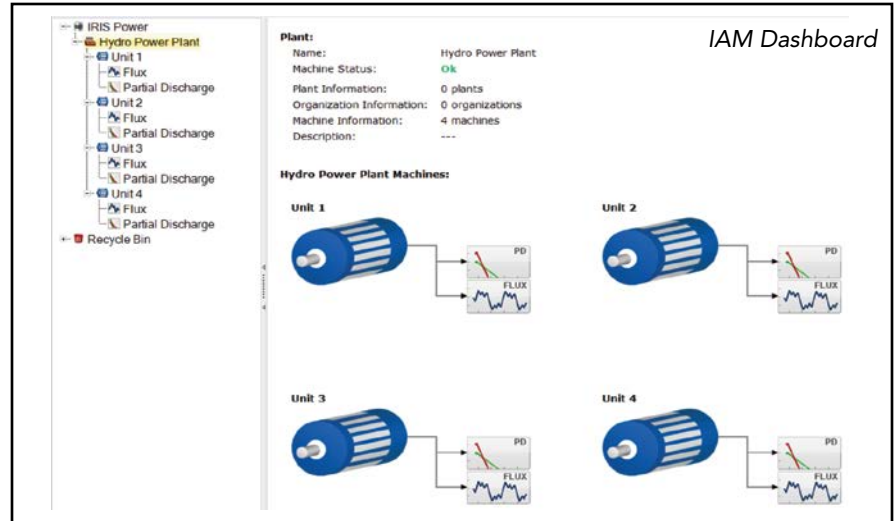 IAM Dashboard
IRIS Power
Hydro Power Plant
Unit 1
Flux
Partial Discharge
Unit 2
Flux
Partial Discharge
Unit 3
Flux
Partial Discharge
Unit 4
Flux
Partial Discharge
Recycle Bin
Plant:
Name: Hydro Power Plant
Machine Status: Ok
Plant Information: 0 plants
Organization Information: 0 organizations
Machine Information: 4 machines
Description: ---
Hydro Power Plant Machines:
Unit 1
PD
FLUX
Unit 2
PD
FLUX
Unit 3
PD
FLUX
Unit 4
PD
FLUX